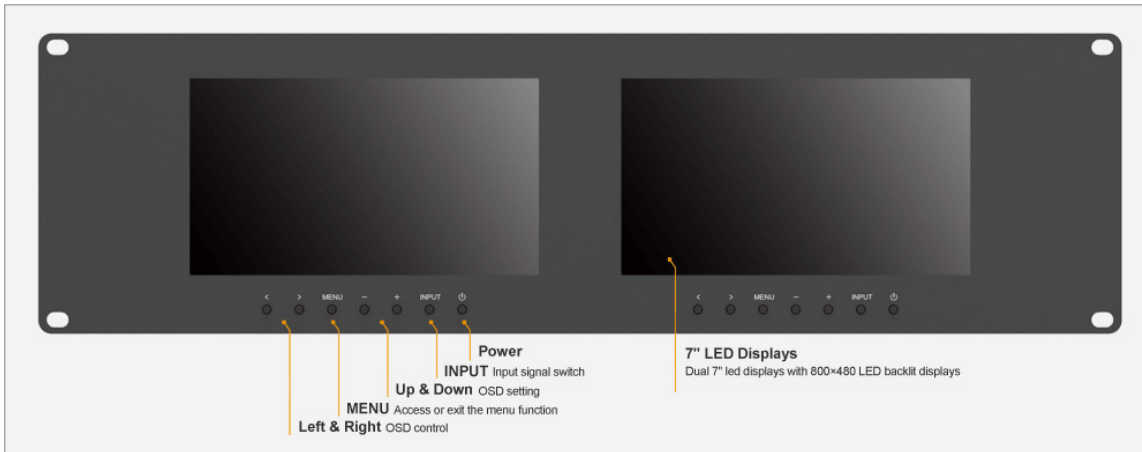 < > MENU − + INPUT ⏻ < > MENU − + INPUT ⏻
Power
INPUT Input signal switch
Up & Down OSD setting
MENU Access or exit the menu function
Left & Right OSD control
7" LED Displays
Dual 7" led displays with 800×480 LED backlit displays